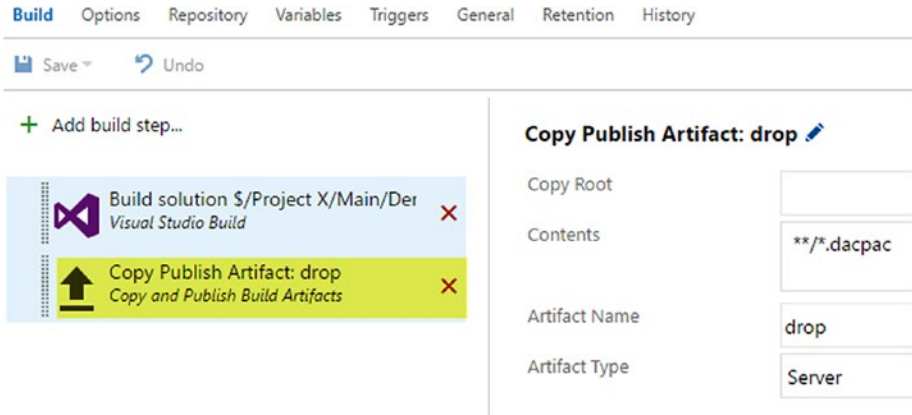 Build Options Repository Variables Triggers General Retention History
Save Undo
+ Add build step...
Build solution $/Project X/Main/Der
Visual Studio Build
Copy Publish Artifact: drop
Copy and Publish Build Artifacts
Copy Publish Artifact: drop
Copy Root
Contents **/*.dacpac
Artifact Name drop
Artifact Type Server